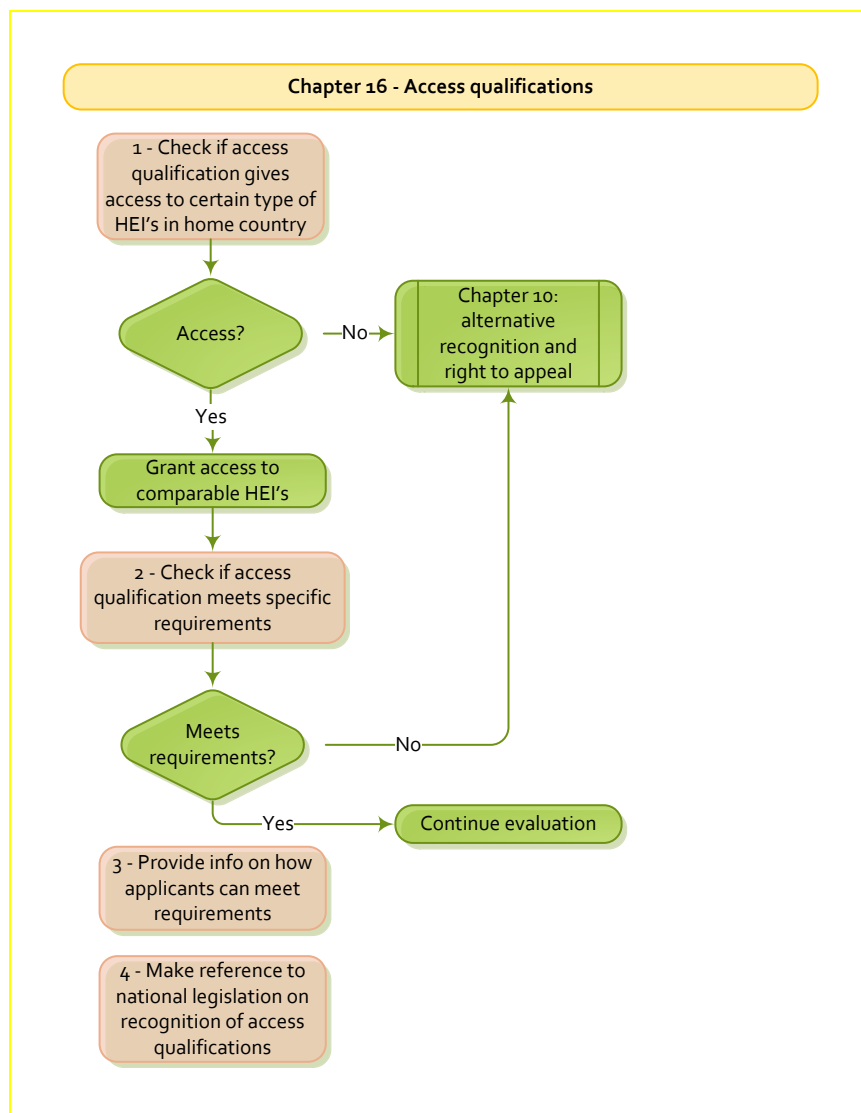 Chapter 16 - Access qualifications
1 - Check if access
qualification gives
access to certain type of
HEI's in home country
Access?
No
Chapter 10:
alternative
recognition and
right to appeal
Yes
Grant access to
comparable HEI's
2 - Check if access
qualification meets specific
requirements
Meets
requirements?
No
Yes
Continue evaluation
3 - Provide info on how
applicants can meet
requirements
4 - Make reference to
national legislation on
recognition of access
qualifications